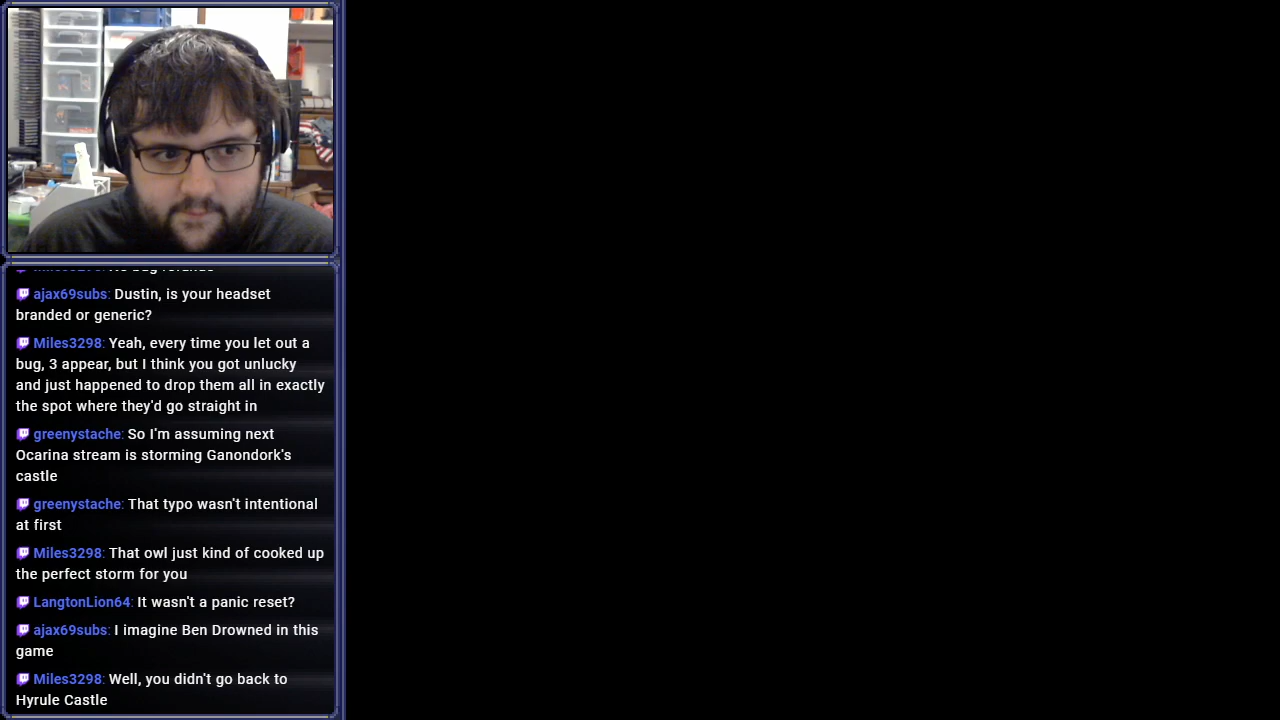 ajax69subs: Dustin, is your headset
branded or generic?
Miles3298: Yeah, every time you let out a
bug, 3 appear, but I think you got unlucky
and just happened to drop them all in exactly
the spot where they'd go straight in
greenystache: So I'm assuming next
Ocarina stream is storming Ganondork's
castle
greenystache: That typo wasn't intentional
at first
Miles3298: That owl just kind of cooked up
the perfect storm for you
LangtonLion64: It wasn't a panic reset?
ajax69subs: I imagine Ben Drowned in this
game
Miles3298: Well, you didn't go back to
Hyrule Castle